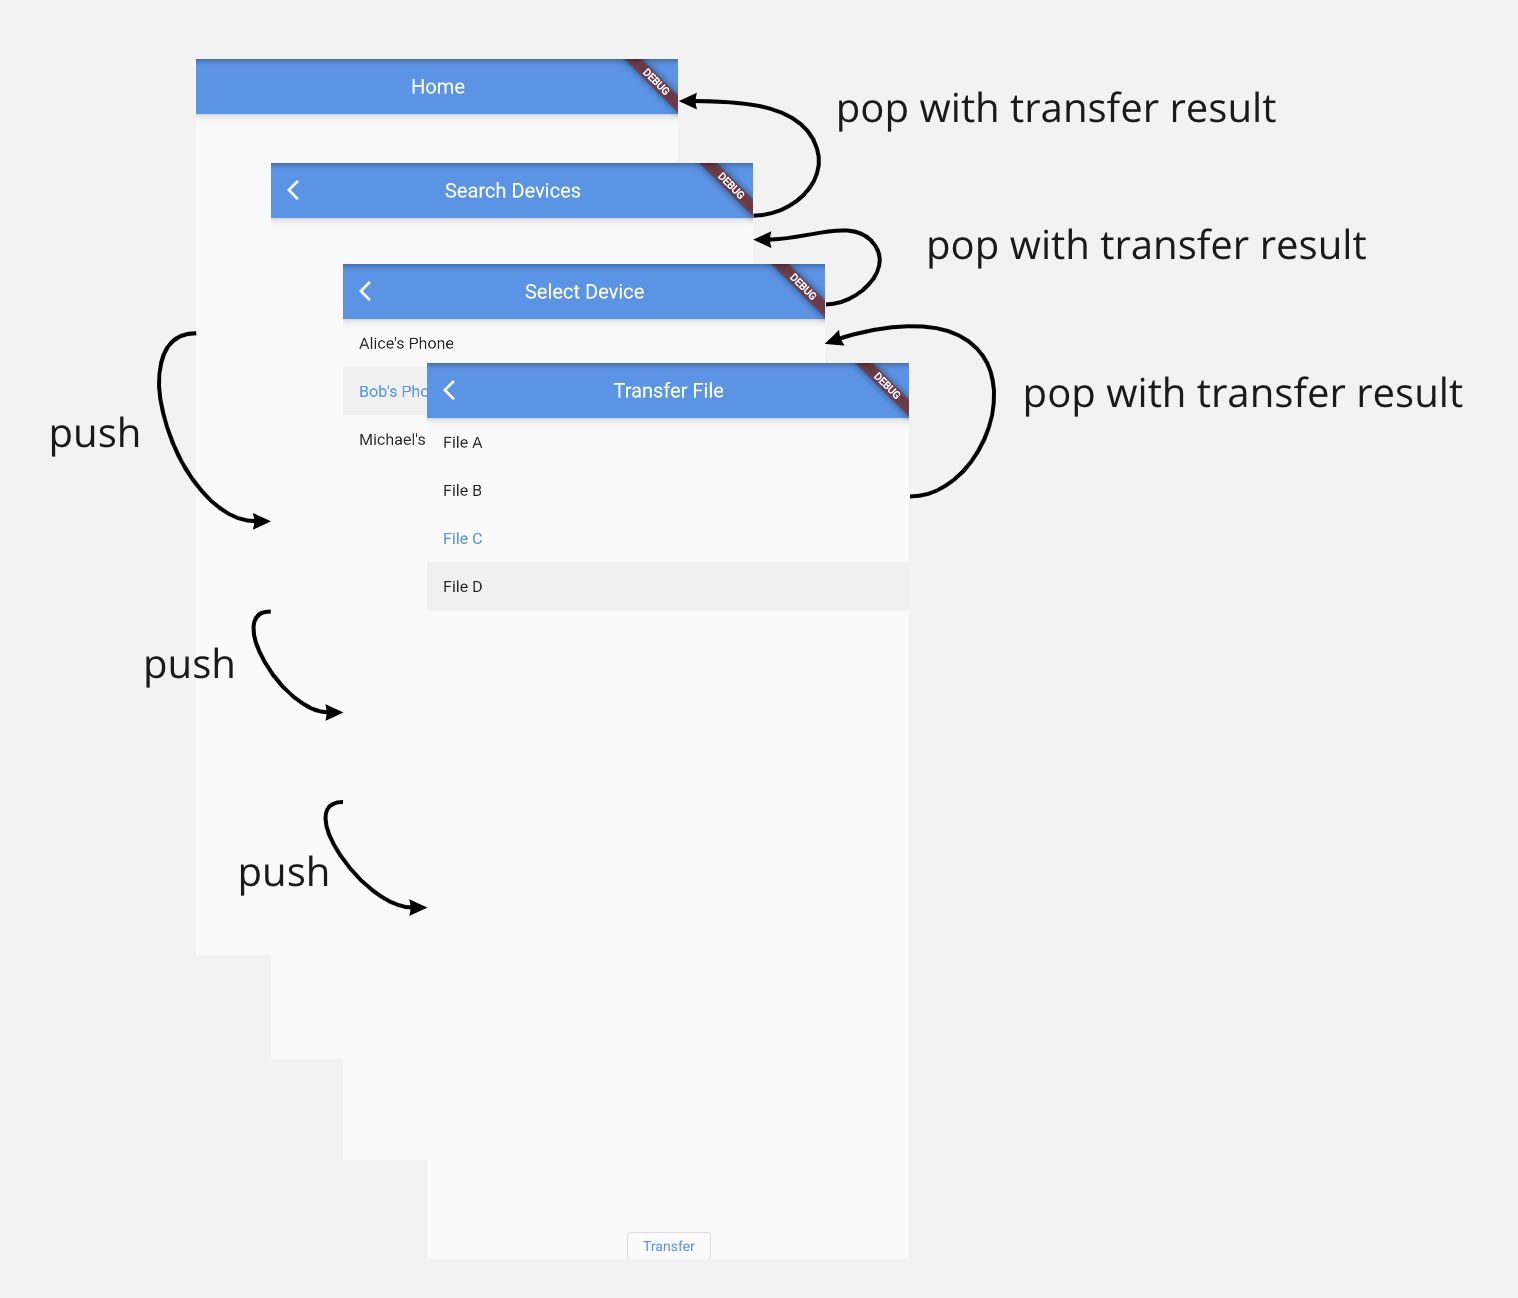 Home
DEBUG
pop with transfer result
Search Devices
DEBUG
pop with transfer result
Select Device
DEBUG
Alice's Phone
Bob's Pho
Michael's
Transfer File
DEBUG
pop with transfer result
File A
File B
File C
File D
push
push
push
Transfer